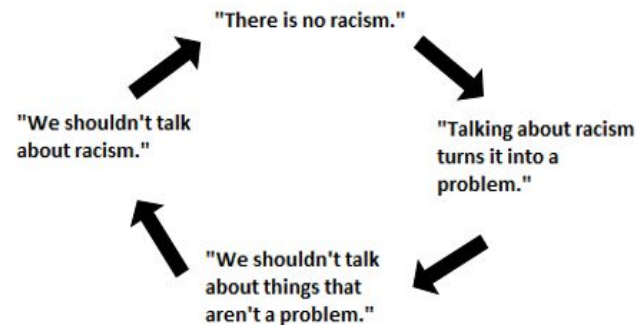 "There is no racism."
"Talking about racism
turns it into a
problem."
"We shouldn't talk
about things that
aren't a problem."
"We shouldn't talk
about racism."